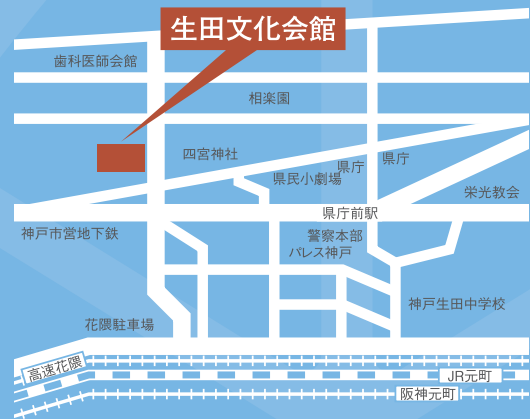 生田文化会館
歯科医師会館
相楽園
四宮神社
県庁
県庁
県民小劇場
栄光教会
県庁前駅
神戸市営地下鉄
警察本部
パレス神戸
神戸生田中学校
花隈駐車場
高速花隈
JR元町
阪神元町